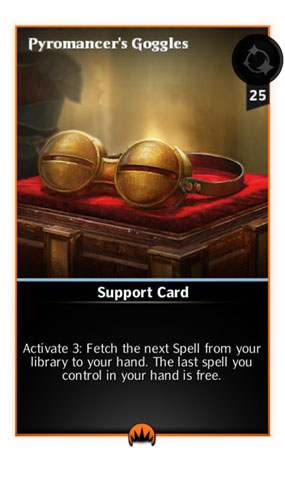 Pyromancer's Goggles
25
Support Card
Activate 3: Fetch the next Spell from your
library to your hand. The last spell you
control in your hand is free.